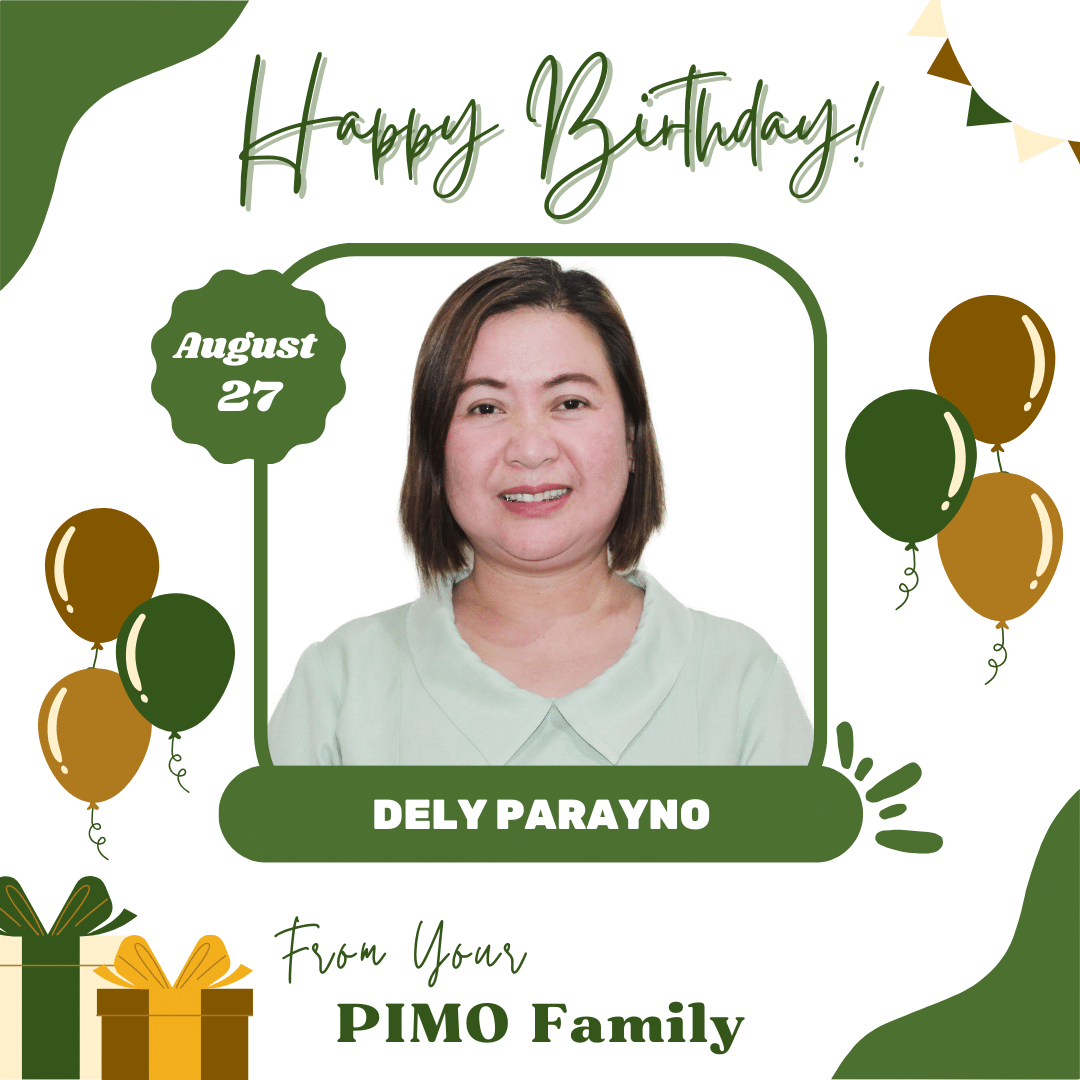 Happy Birthday!
August
27
DELY PARAYNO
From Your
PIMO Family